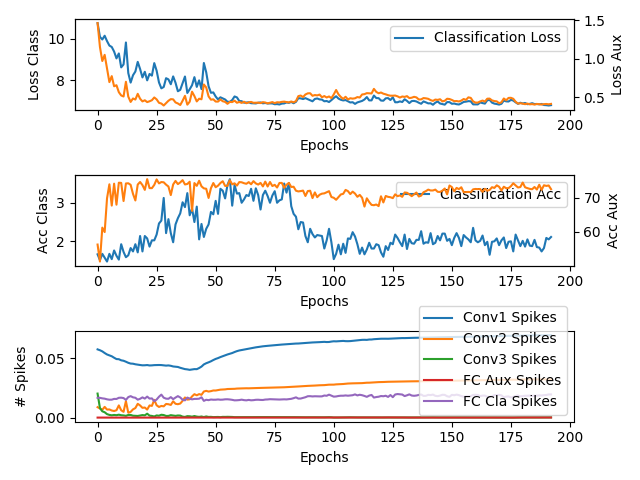 Classification Loss
Loss Class
Loss Aux
10
8
1.5
1.0
0.5
0 25 50 75 100 125 150 175 200
Epochs
Classification Acc
Acc Class
Acc Aux
3
2
70
60
0 25 50 75 100 125 150 175 200
Epochs
Conv1 Spikes
Conv2 Spikes
Conv3 Spikes
FC Aux Spikes
FC Cla Spikes
# Spikes
0.05
0.00
0 25 50 75 100 125 150 175 200
Epochs